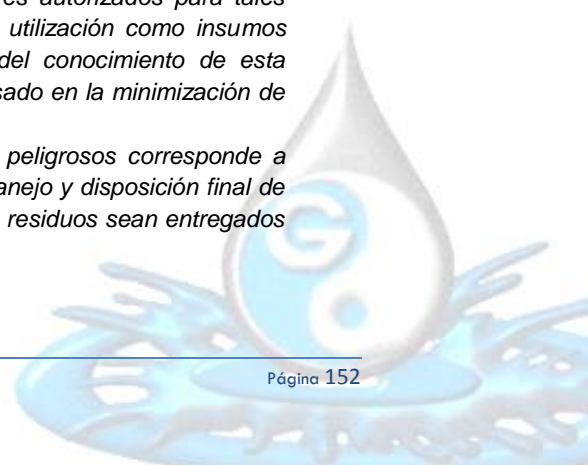 es autorizados para tales
utilización como insumos
del conocimiento de esta
sado en la minimización de
peligrosos corresponde a
anejo y disposición final de
residuos sean entregados
G
Página 152